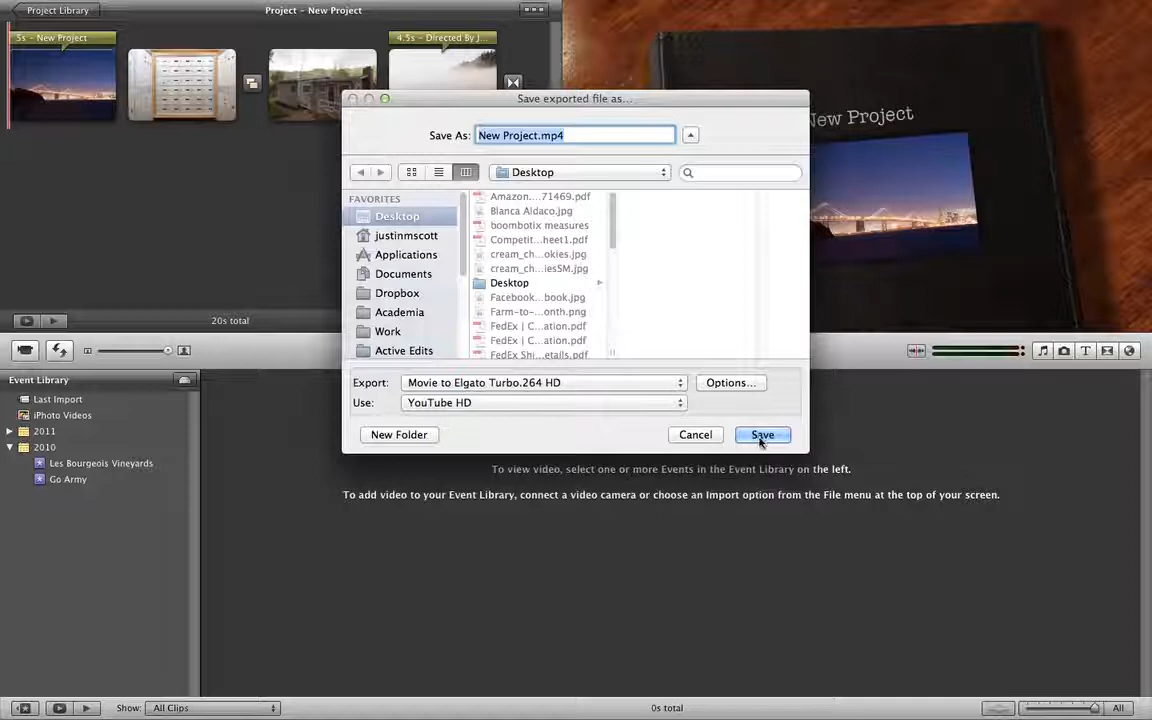 Project Library
Project – New Project
5s – New Project
4.5s – Directed By J...
New Project
20s total
Save exported file as...
Save As: New Project.mp4
Desktop
FAVORITES
Desktop
justinmscott
Applications
Documents
Dropbox
Academia
Work
Active Edits
Amazon....71469.pdf
Blanca Aldaco.jpg
boombotix measures
Competit...heet1.pdf
cream_ch...okies.jpg
cream_ch...iesSM.jpg
Desktop
Facebook...book.jpg
Farm-to-...onth.png
FedEx | C...ation.pdf
FedEx | C...ation.pdf
FedEx Shi...etails.pdf
Export: Movie to Elgato Turbo.264 HD Options...
Use: YouTube HD
New Folder Cancel Save
Event Library
Last Import
iPhoto Videos
2011
2010
Les Bourgeois Vineyards
Go Army
To view video, select one or more Events in the Event Library on the left.
To add video to your Event Library, connect a video camera or choose an Import option from the File menu at the top of your screen.
Show: All Clips 0s total All